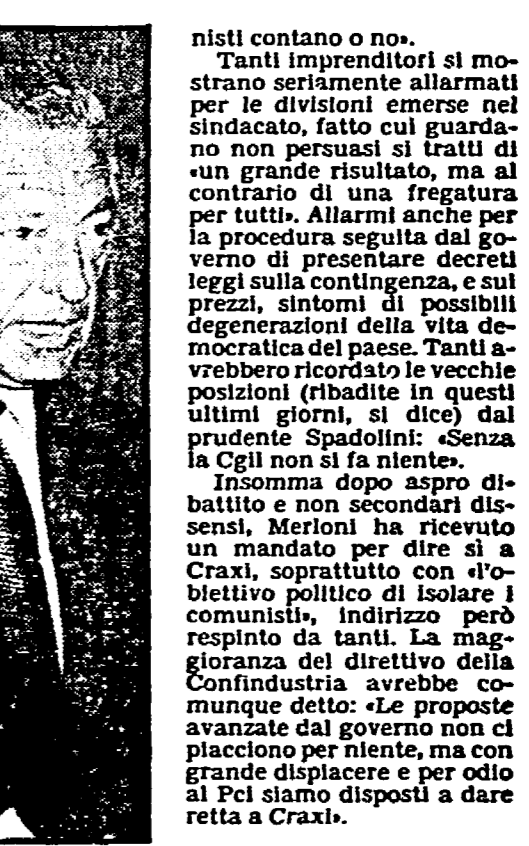 nisti contano o no».
Tanti imprenditori si mo-
strano seriamente allarmati
per le divisioni emerse nel
sindacato, fatto cui guarda-
no non persuasi si tratti di
«un grande risultato, ma al
contrario di una fregatura
per tutti». Allarmi anche per
la procedura seguita dal go-
verno di presentare decreti
leggi sulla contingenza, e sui
prezzi, sintomi di possibili
degenerazioni della vita de-
mocratica del paese. Tanti a-
vrebbero ricordato le vecchie
posizioni (ribadite in questi
ultimi giorni, si dice) dal
prudente Spadolini: «Senza
la Cgil non si fa niente».
Insomma dopo aspro di-
battito e non secondari dis-
sensi, Merloni ha ricevuto
un mandato per dire sì a
Craxi, soprattutto con «l'o-
biettivo politico di isolare i
comunisti», indirizzo però
respinto da tanti. La mag-
gioranza del direttivo della
Confindustria avrebbe co-
munque detto: «Le proposte
avanzate dal governo non ci
piacciono per niente, ma con
grande dispiacere e per odio
al Pci siamo disposti a dare
retta a Craxi».